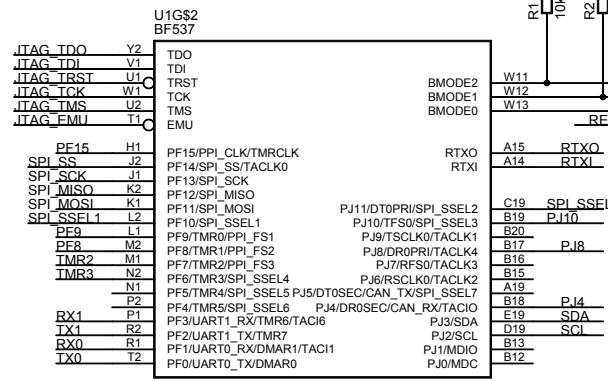 U1G$2
BF537
R1
10K
R2
JTAG_TDO Y2 TDO
JTAG_TDI V1 TDI
JTAG_TRST U1 TRST BMODE2 W11
JTAG_TCK W1 TCK BMODE1 W12
JTAG_TMS U2 TMS BMODE0 W13
JTAG_EMU T1 EMU
PF15 H1 PF15/PPI_CLK/TMRCLK RTXO A15 RTXO
SPI_SS J2 PF14/SPI_SS/TACLK0 RTXI A14 RTXI
SPI_SCK J1 PF13/SPI_SCK
SPI_MISO K2 PF12/SPI_MISO
SPI_MOSI K1 PF11/SPI_MOSI PJ11/DT0PRI/SPI_SSEL2 C19
SPI_SSEL1 L2 PF10/SPI_SSEL1 PJ10/TFS0/SPI_SSEL3 B19 PJ10
PF9 L1 PF9/TMR0/PPI_FS1 PJ9/TSCLK0/TACLK1 B20
PF8 M2 PF8/TMR1/PPI_FS2 PJ8/DR0PRI/TACLK4 B17 PJ8
TMR2 M1 PF7/TMR2/PPI_FS3 PJ7/RFS0/TACLK3 B16
TMR3 N2 PF6/TMR3/SPI_SSEL4 PJ6/RSCLK0/TACLK2 B15
N1 PF5/TMR4/SPI_SSEL5 PJ5/DT0SEC/CAN_TX/SPI_SSEL7 A19
P2 PF4/TMR5/SPI_SSEL6 PJ4/DR0SEC/CAN_RX/TACIO B18 PJ4
RX1 P1 PF3/UART1_RX/TMR6/TACI6 PJ3/SDA E19 SDA
TX1 R2 PF2/UART1_TX/TMR7 PJ2/SCL D19 SCL
RX0 R1 PF1/UART0_RX/DMAR1/TACI1 PJ1/MDIO B13
TX0 T2 PF0/UART0_TX/DMAR0 PJ0/MDC B12